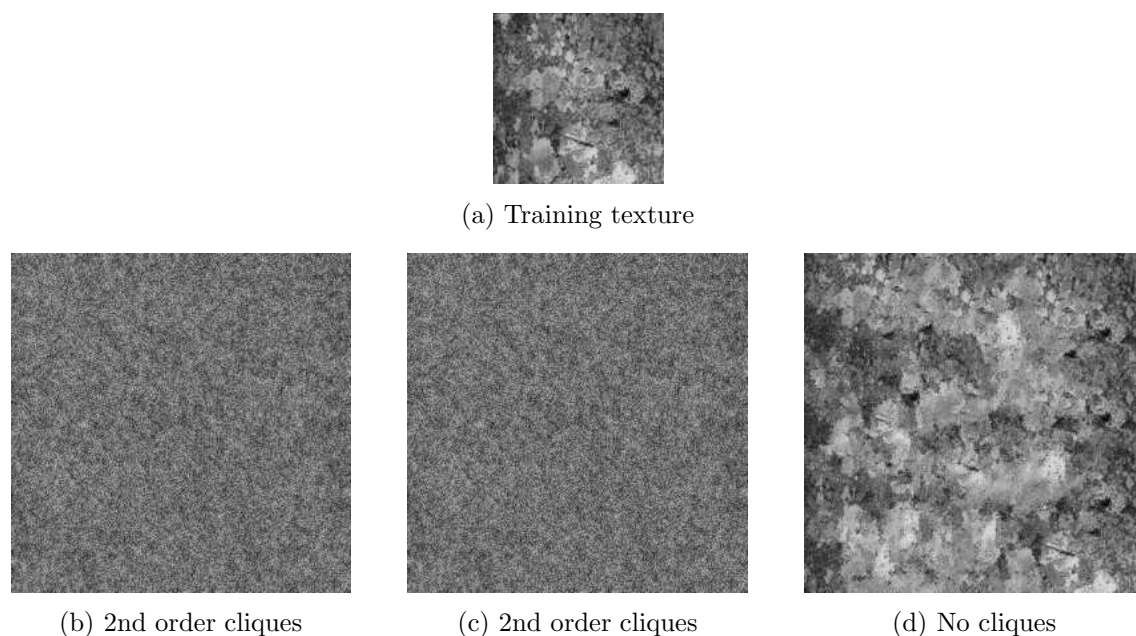 (a) Training texture
(b) 2nd order cliques
(c) 2nd order cliques
(d) No cliques